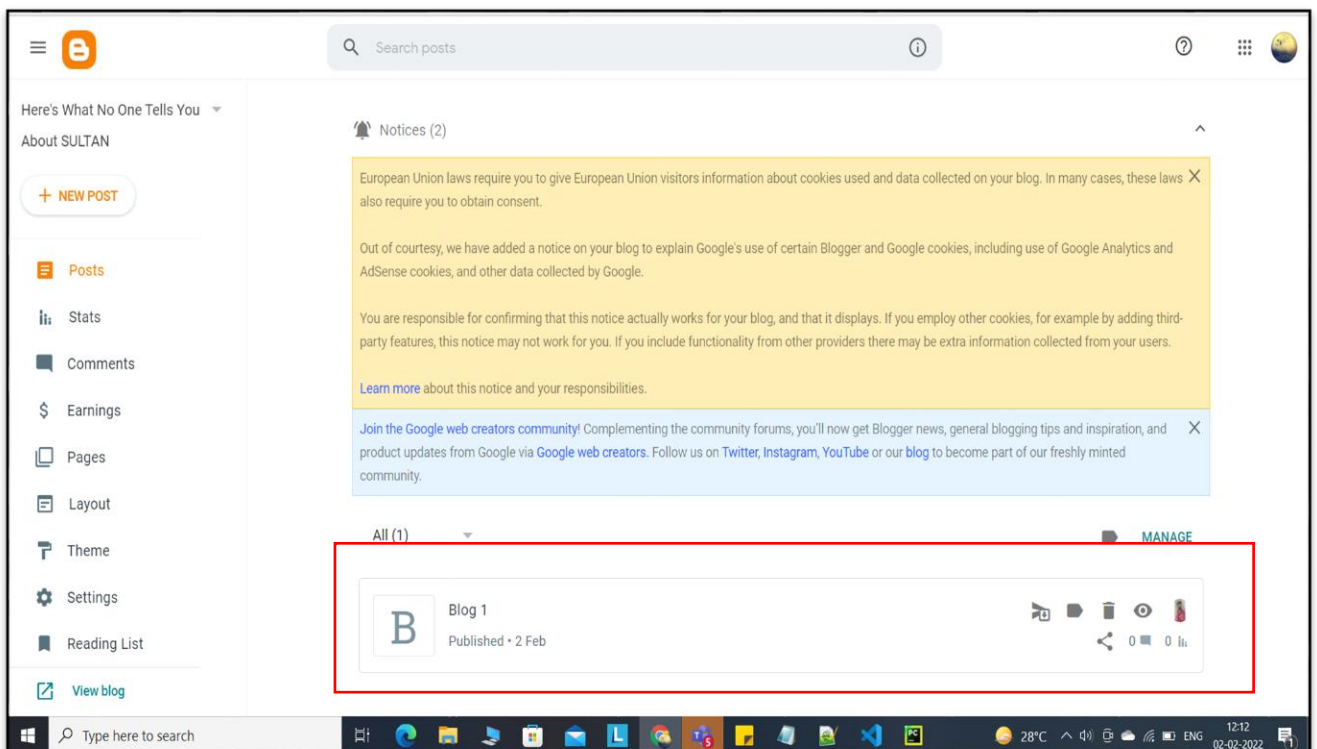 Search posts
Here's What No One Tells You
About SULTAN
NEW POST
Posts
Stats
Comments
Earnings
Pages
Layout
Theme
Settings
Reading List
View blog
Notices (2)
European Union laws require you to give European Union visitors information about cookies used and data collected on your blog. In many cases, these laws
also require you to obtain consent.
Out of courtesy, we have added a notice on your blog to explain Google's use of certain Blogger and Google cookies, including use of Google Analytics and
AdSense cookies, and other data collected by Google.
You are responsible for confirming that this notice actually works for your blog, and that it displays. If you employ other cookies, for example by adding third-
party features, this notice may not work for you. If you include functionality from other providers there may be extra information collected from your users.
Learn more about this notice and your responsibilities.
Join the Google web creators community! Complementing the community forums, you'll now get Blogger news, general blogging tips and inspiration, and
product updates from Google via Google web creators. Follow us on Twitter, Instagram, YouTube or our blog to become part of our freshly minted
community.
All (1)
MANAGE
B
Blog 1
Published • 2 Feb
0 0
Type here to search
28°C ENG
12:12
02-02-2022